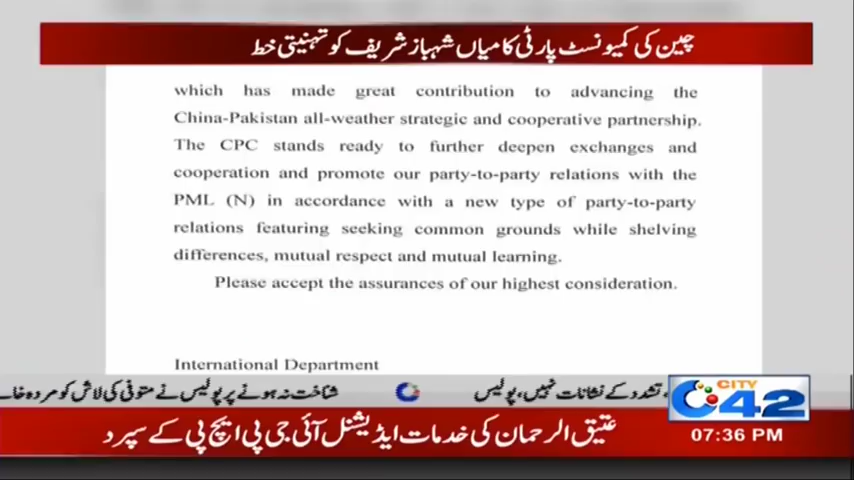 چین کی کمیونسٹ پارٹی کا میاں شہباز شریف کو تہنیتی خط
which has made great contribution to advancing the
China-Pakistan all-weather strategic and cooperative partnership.
The CPC stands ready to further deepen exchanges and
cooperation and promote our party-to-party relations with the
PML (N) in accordance with a new type of party-to-party
relations featuring seeking common grounds while shelving
differences, mutual respect and mutual learning.
Please accept the assurances of our highest consideration.
International Department
تشدد کے نشانات نہیں، پولیس
شناخت نہ ہونے پر پولیس نے متوفی کی لاش کو مردہ خانے
CITY
42
07:36 PM
عتیق الرحمان کی خدمات ایڈیشنل آئی جی پی ایچ پی کے سپرد